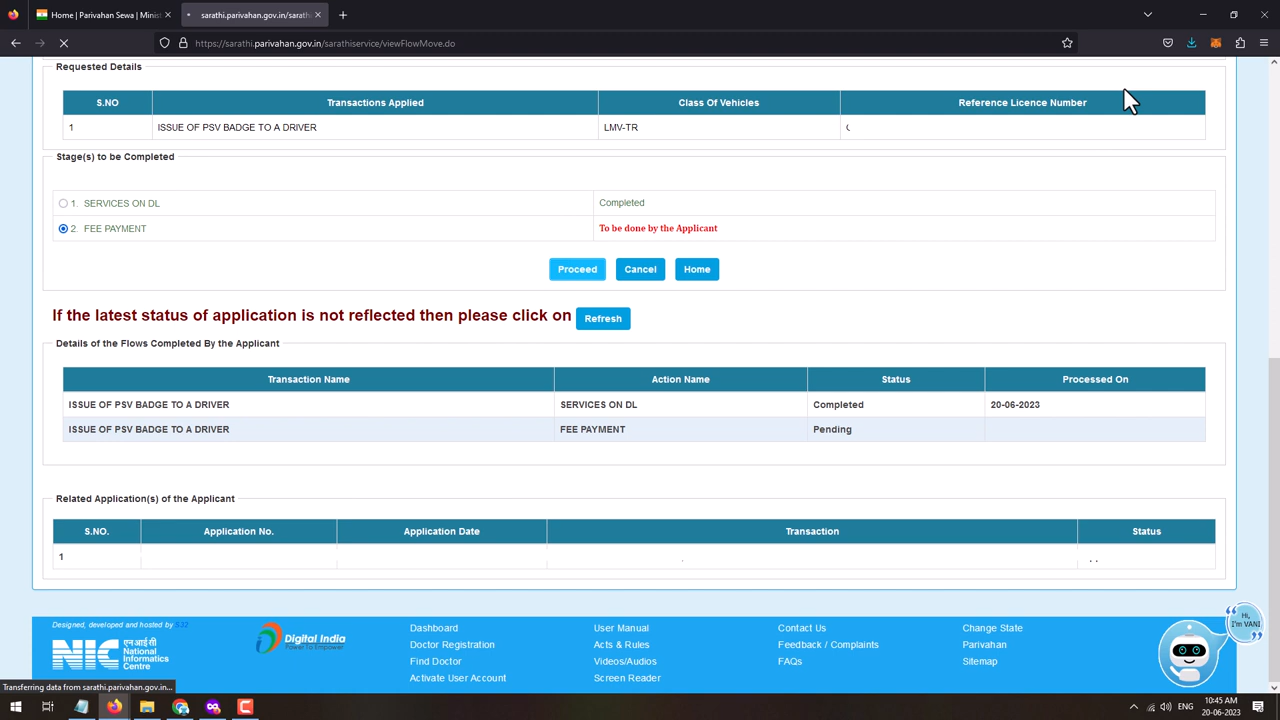 Home | Parivahan Sewa | Minist
sarathi.parivahan.gov.in/sarathi
https://sarathi.parivahan.gov.in/sarathiservice/viewFlowMove.do
Requested Details
S.NO Transactions Applied Class Of Vehicles Reference Licence Number
1 ISSUE OF PSV BADGE TO A DRIVER LMV-TR
Stage(s) to be Completed
1. SERVICES ON DL Completed
2. FEE PAYMENT To be done by the Applicant
Proceed Cancel Home
If the latest status of application is not reflected then please click on Refresh
Details of the Flows Completed By the Applicant
Transaction Name Action Name Status Processed On
ISSUE OF PSV BADGE TO A DRIVER SERVICES ON DL Completed 20-06-2023
ISSUE OF PSV BADGE TO A DRIVER FEE PAYMENT Pending
Related Application(s) of the Applicant
S.NO. Application No. Application Date Transaction Status
1
Designed, developed and hosted by S32
NIC एन आई सी National Informatics Centre
Digital India
Power To Empower
Dashboard User Manual Contact Us Change State
Doctor Registration Acts & Rules Feedback / Complaints Parivahan
Find Doctor Videos/Audios FAQs Sitemap
Activate User Account Screen Reader
Hi, I'm VANI
Transferring data from sarathi.parivahan.gov.in...
ENG 10:45 AM
20-06-2023